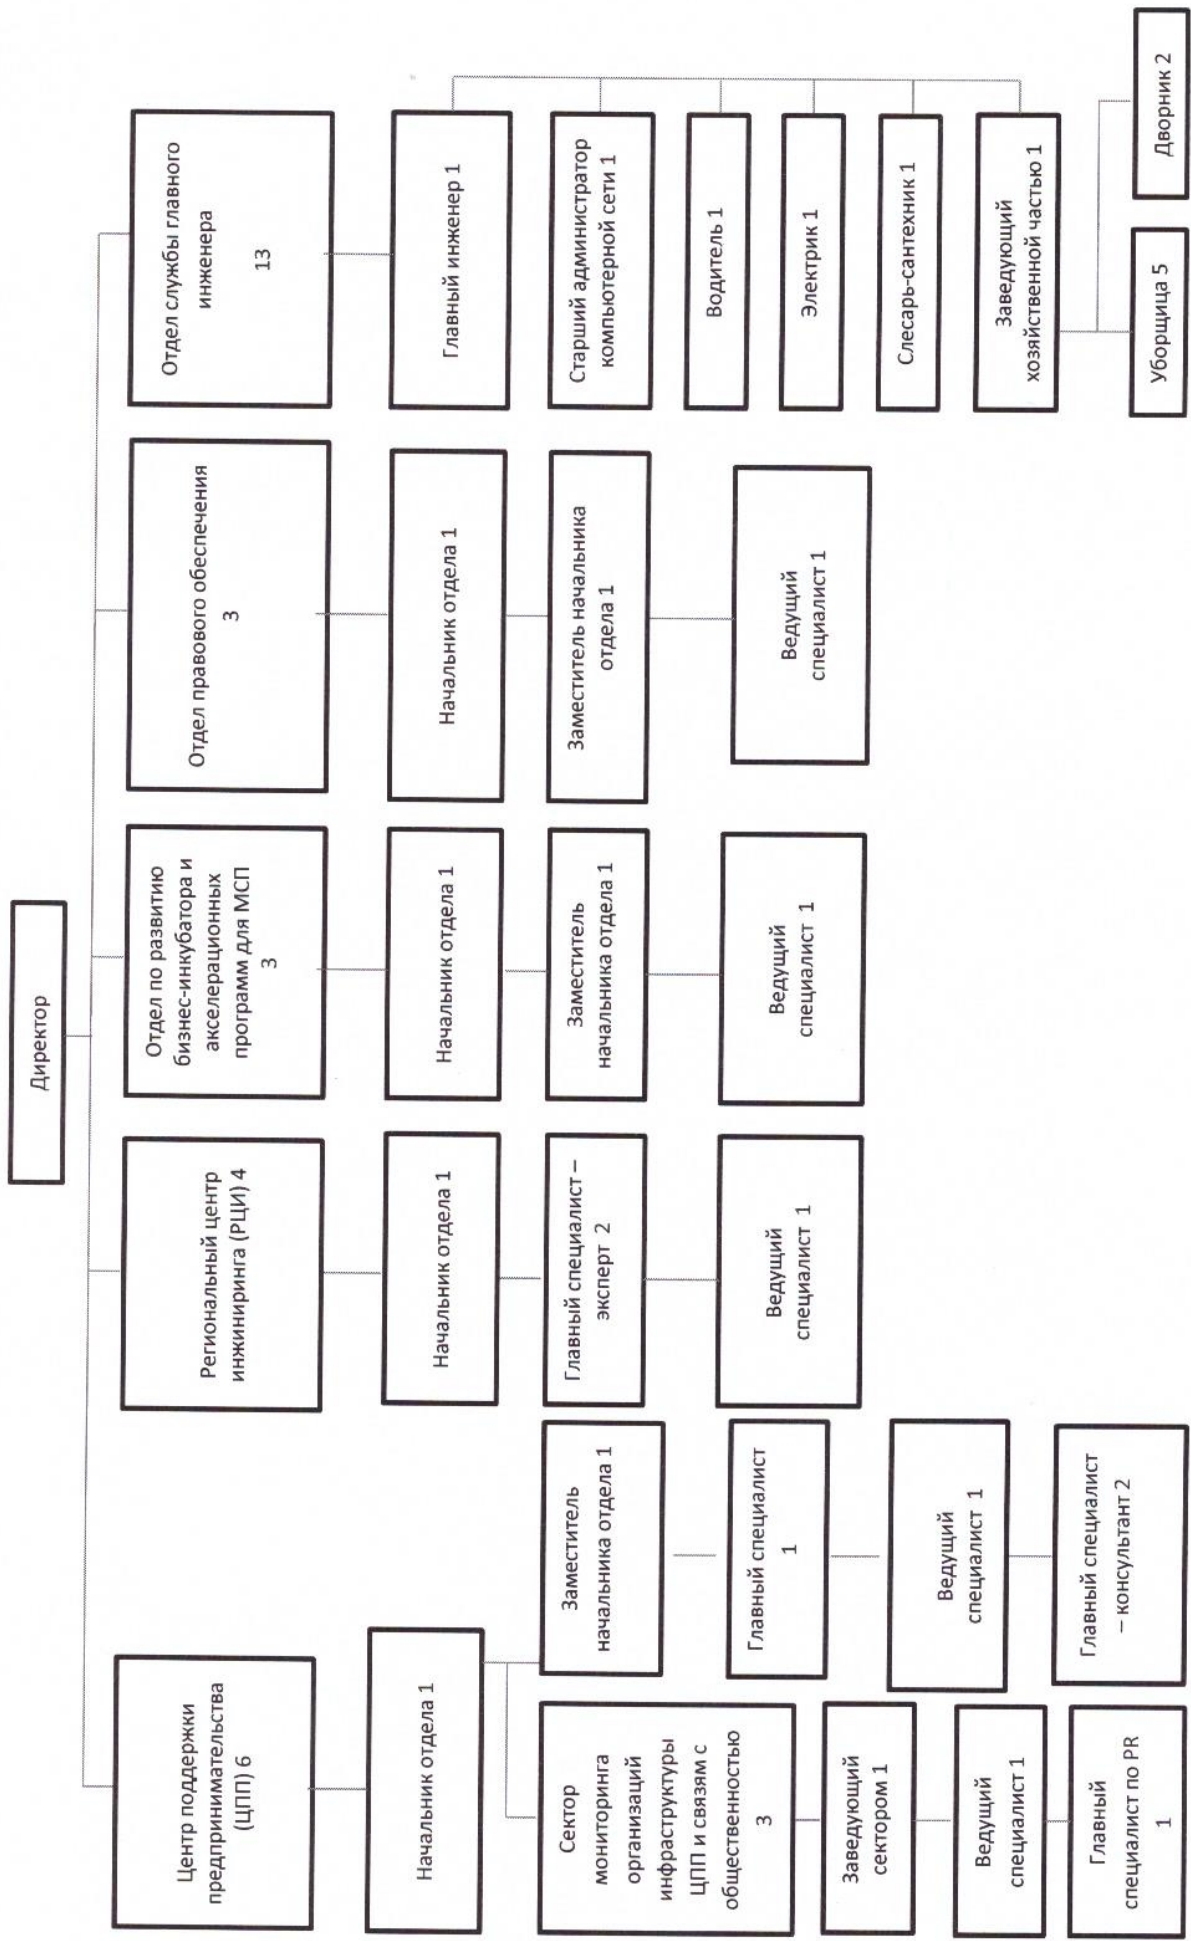 Директор
Центр поддержки
предпринимательства
(ЦПП) 6
Начальник отдела 1
Сектор
мониторинга
организаций
инфраструктуры
ЦПП и связям с
общественностью
3
Заведующий
сектором 1
Ведущий
специалист 1
Главный
специалист по PR
1
Заместитель
начальника отдела 1
Главный специалист
1
Ведущий
специалист 1
Главный специалист
– консультант 2
Региональный центр
инжиниринга (РЦИ) 4
Начальник отдела 1
Главный специалист –
эксперт 2
Ведущий
специалист 1
Отдел по развитию
бизнес-инкубатора и
акселерационных
программ для МСП
3
Начальник отдела 1
Заместитель
начальника отдела 1
Ведущий
специалист 1
Отдел правового обеспечения
3
Начальник отдела 1
Заместитель начальника
отдела 1
Ведущий
специалист 1
Отдел службы главного
инженера
13
Главный инженер 1
Старший администратор
компьютерной сети 1
Водитель 1
Электрик 1
Слесарь-сантехник 1
Заведующий
хозяйственной частью 1
Уборщица 5
Дворник 2